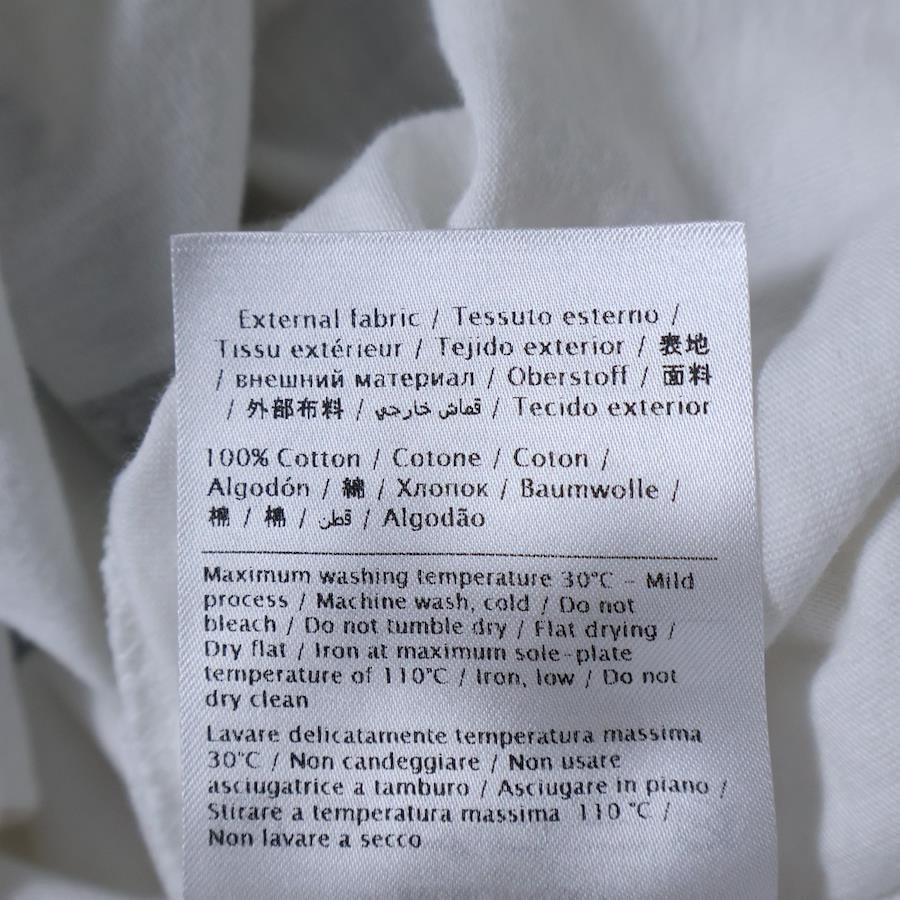 External fabric / Tessuto esterno /
Tissu extérieur / Tejido exterior / 表地
/ внешний материал / Oberstoff / 面料
/ 外部布料 / قماش خارجي / Tecido exterior
100% Cotton / Cotone / Coton /
Algodón / 綿 / Хлопок / Baumwolle /
棉 / 棉 / قطن / Algodão
Maximum washing temperature 30°C - Mild
process / Machine wash, cold / Do not
bleach / Do not tumble dry / Flat drying /
Dry flat / Iron at maximum sole-plate
temperature of 110°C / Iron, low / Do not
dry clean
Lavare delicatamente temperatura massima
30°C / Non candeggiare / Non usare
asciugatrice a tamburo / Asciugare in piano /
Stirare a temperatura massima 110 °C /
Non lavare a secco